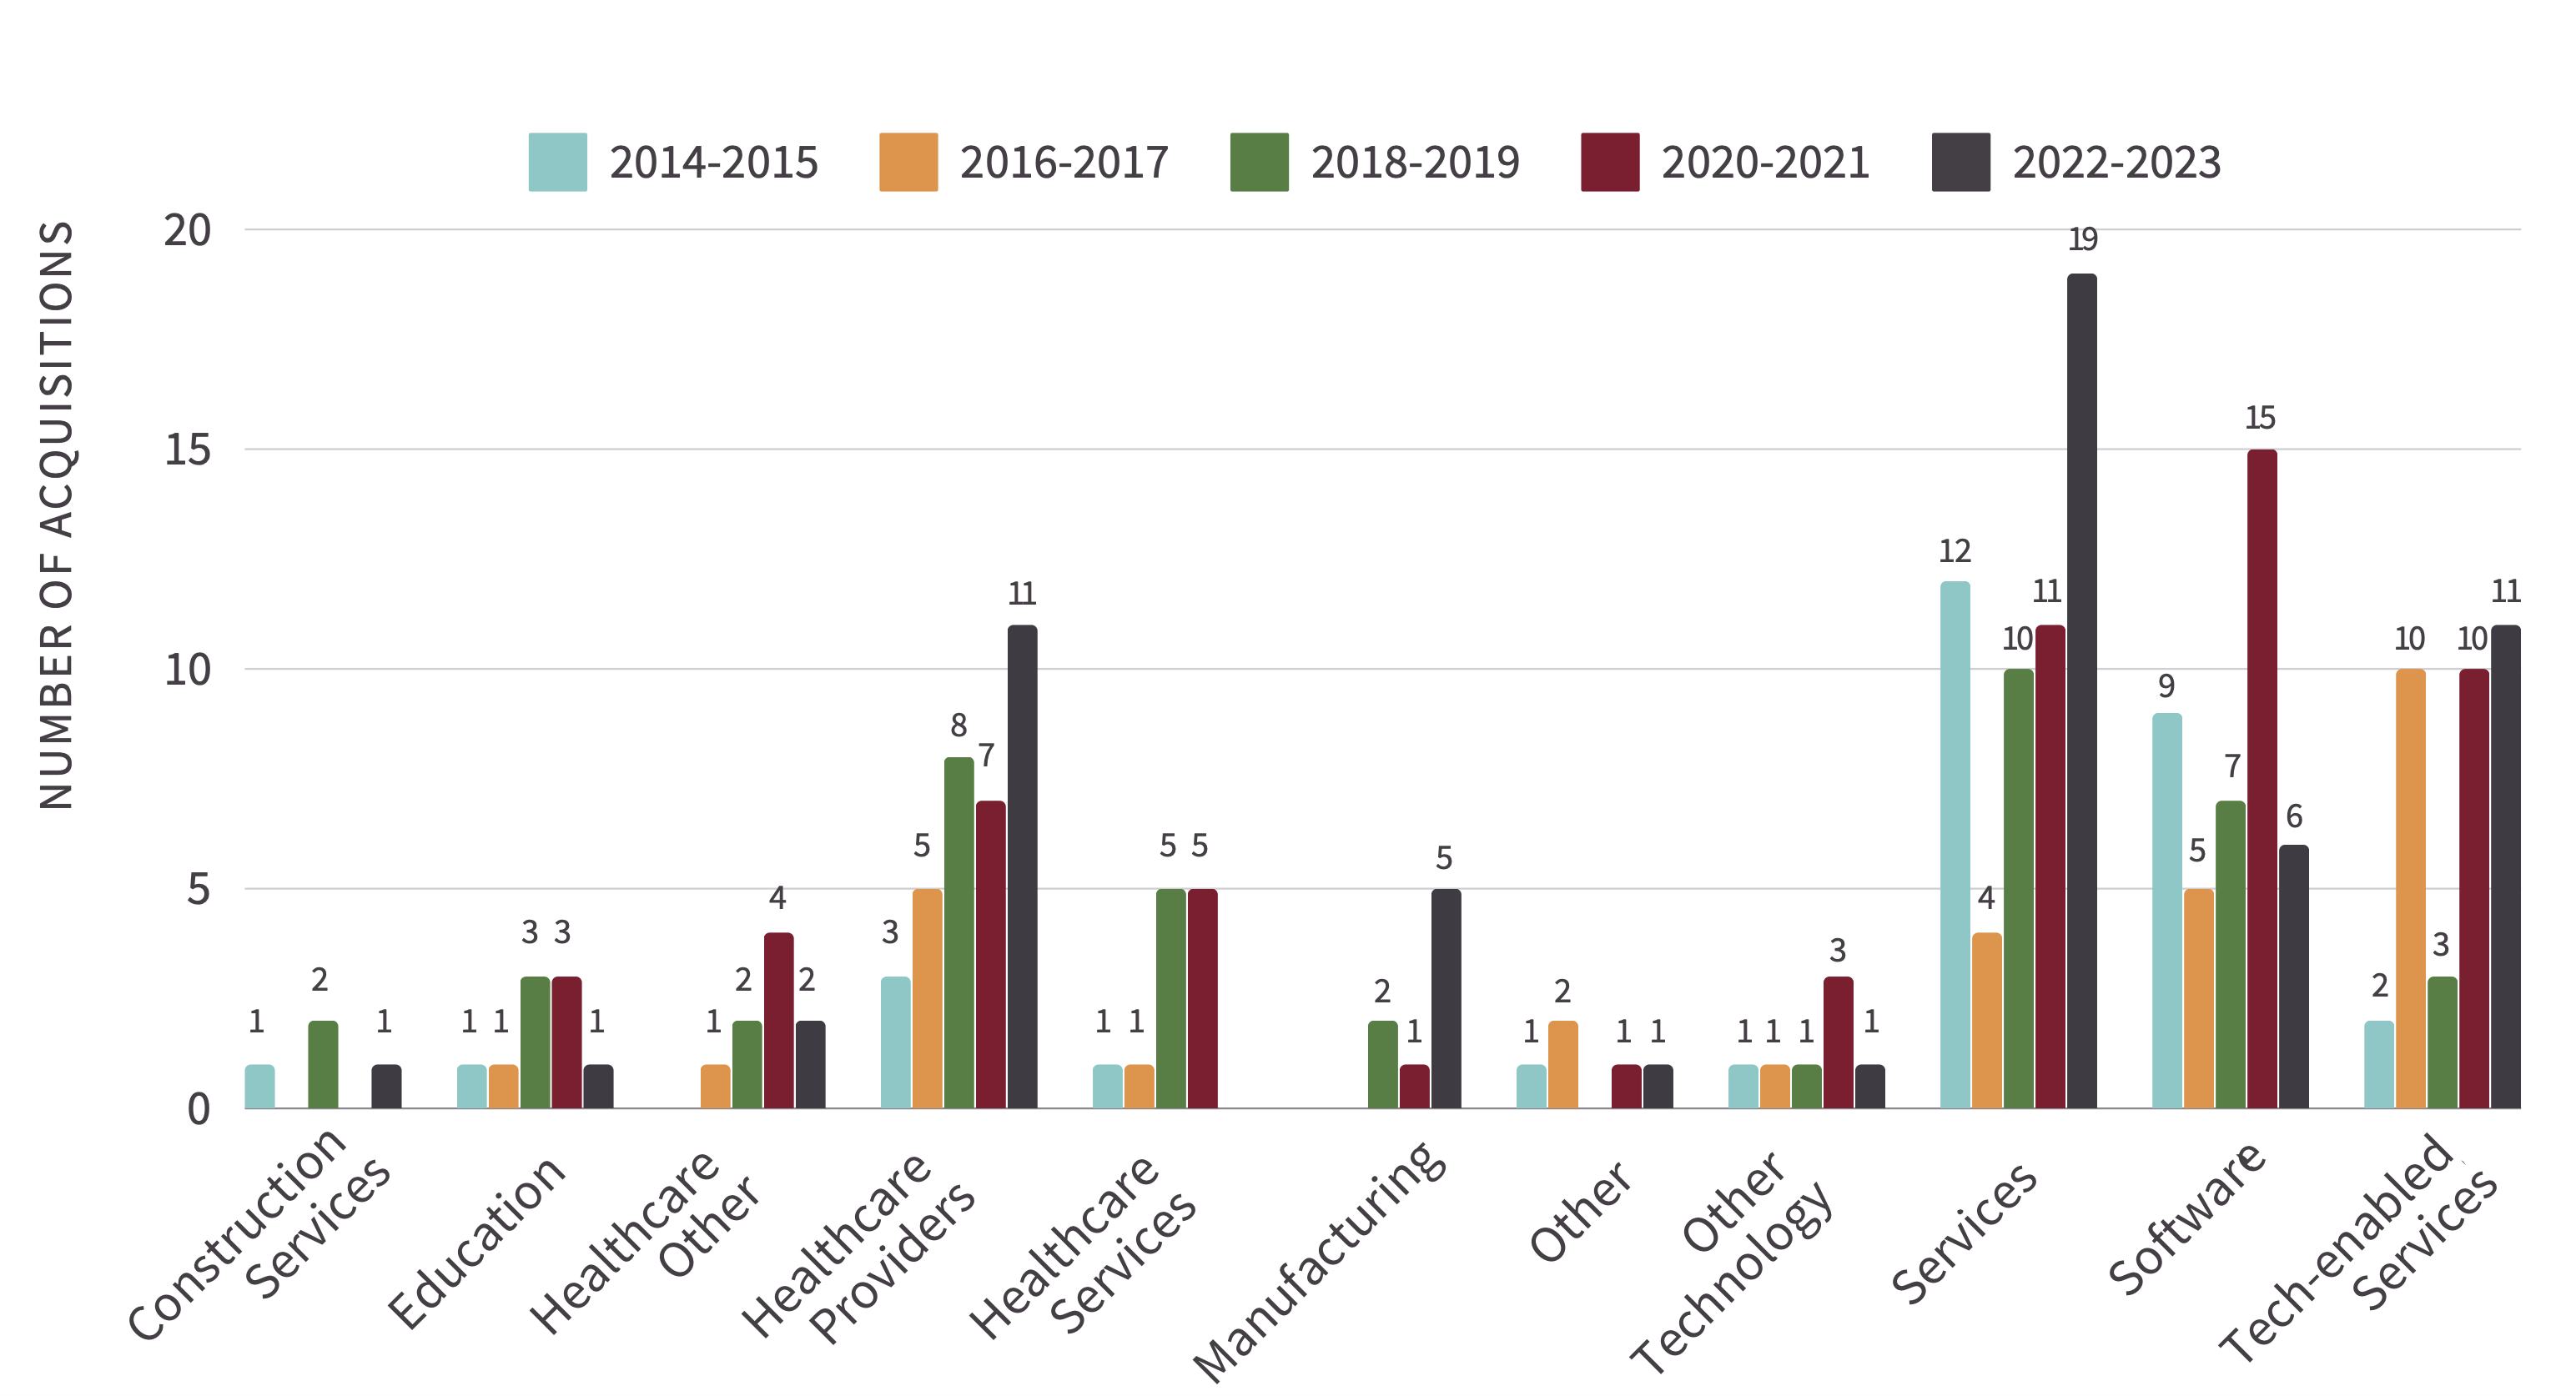 2014-2015 2016-2017 2018-2019 2020-2021 2022-2023
NUMBER OF ACQUISITIONS
20
15
10
5
0
1 2 1
1 1 3 3 1
1 2 4 2
3 5 8 7 11
1 1 5 5
2 1 5
1 2 1 1
1 1 1 3 1
12 4 10 11 19
9 5 7 15 6
2 10 3 10 11
Construction
Services
Education
Healthcare
Other
Healthcare
Providers
Healthcare
Services
Manufacturing
Other
Other
Technology
Services
Software
Tech-enabled
Services